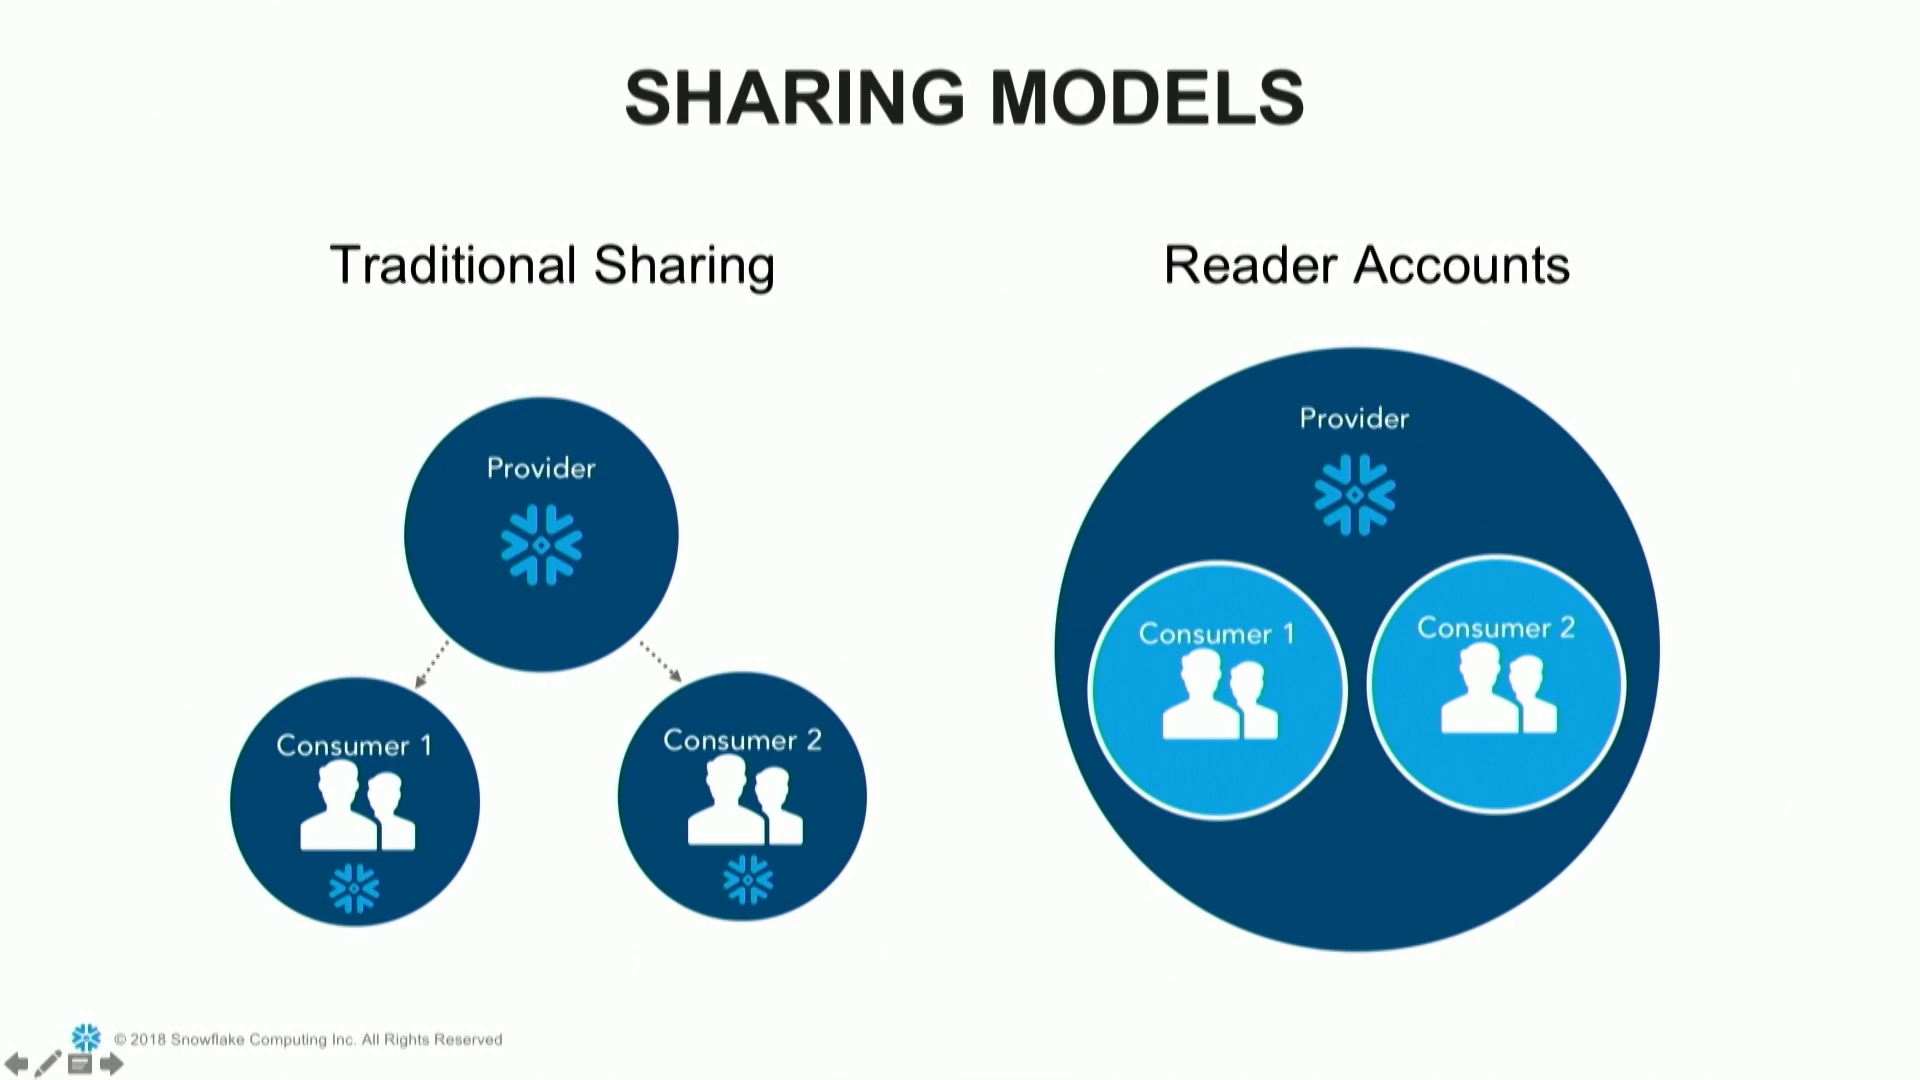 SHARING MODELS
Traditional Sharing
Provider
Consumer 1
Consumer 2
Reader Accounts
Provider
Consumer 1
Consumer 2
© 2018 Snowflake Computing Inc. All Rights Reserved